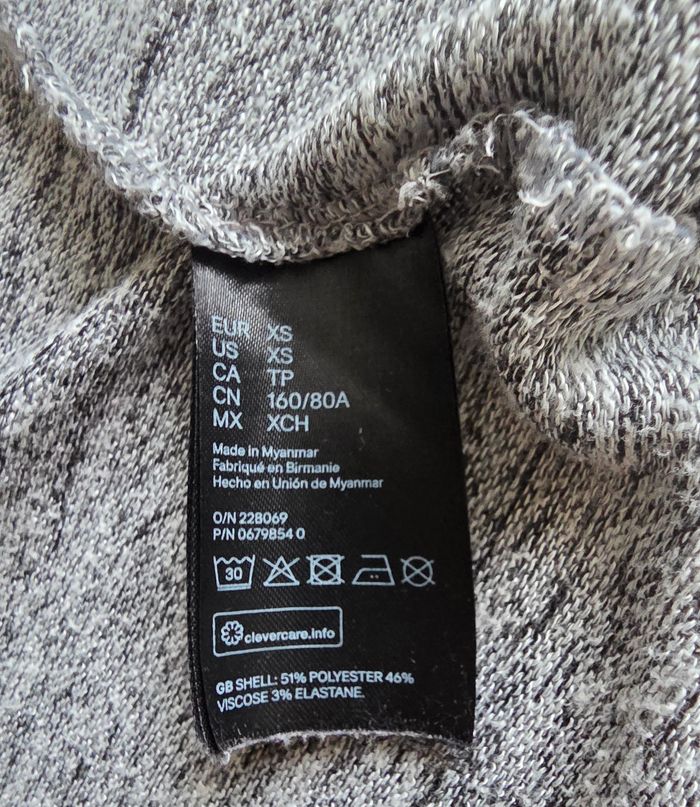 EUR XS
US XS
CA TP
CN 160/80A
MX XCH
Made in Myanmar
Fabriqué en Birmanie
Hecho en Unión de Myanmar
O/N 228069
P/N 0679854 0
30
clevercare.info
GB SHELL: 51% POLYESTER 46%
VISCOSE 3% ELASTANE.